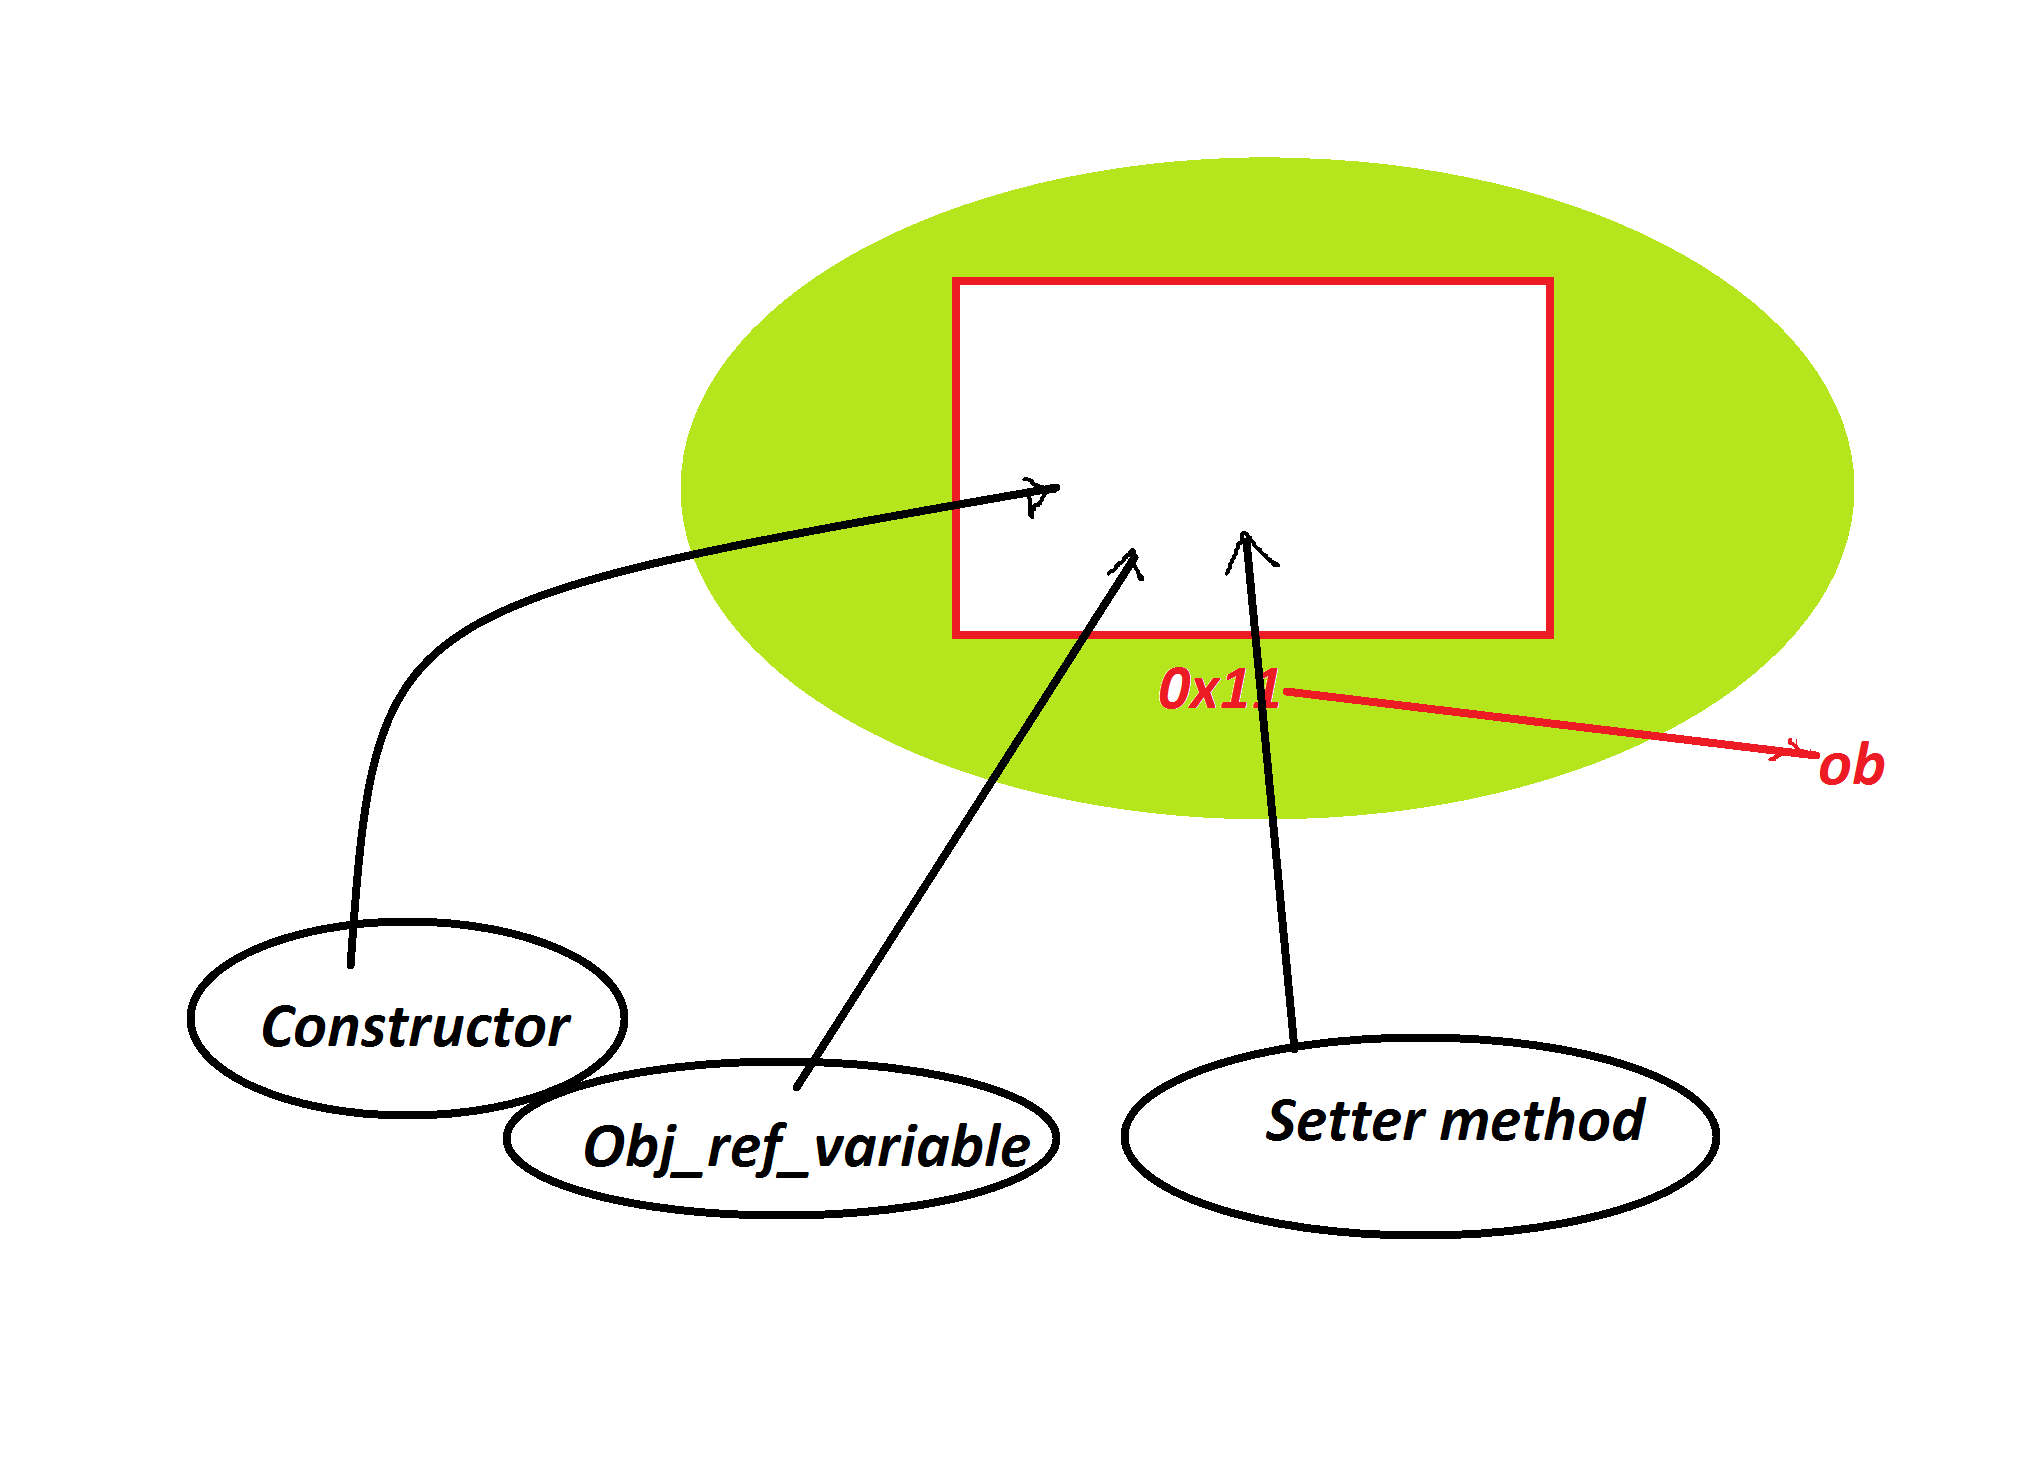 0x11
ob
Constructor
Obj_ref_variable
Setter method